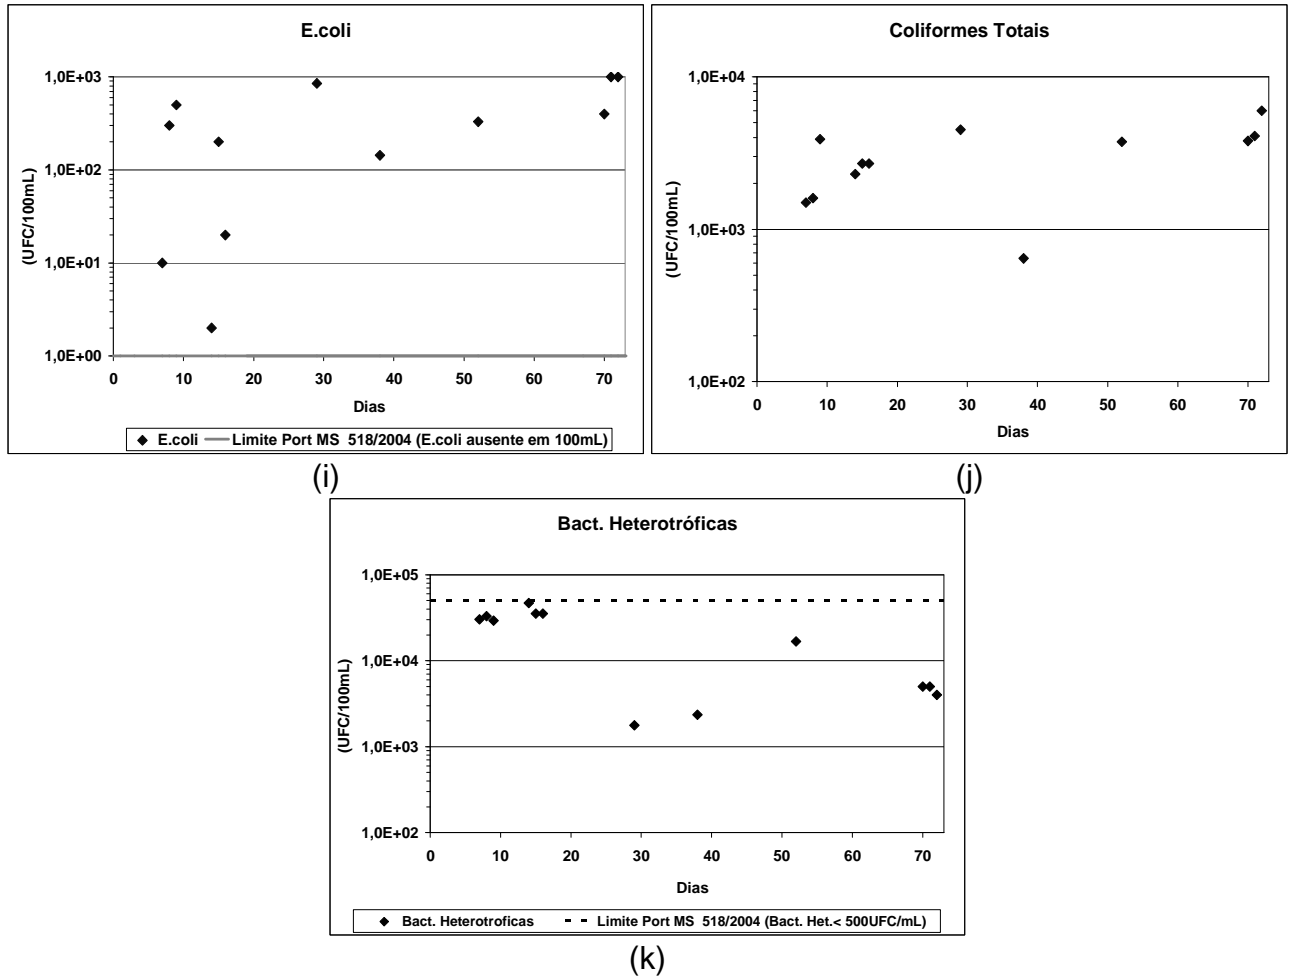 E.coli
1,0E+03
1,0E+02
1,0E+01
1,0E+00
(UFC/100mL)
0 10 20 30 40 50 60 70
Dias
E.coli Limite Port MS 518/2004 (E.coli ausente em 100mL)
(i)
Coliformes Totais
1,0E+04
1,0E+03
1,0E+02
(UFC/100mL)
0 10 20 30 40 50 60 70
Dias
(j)
Bact. Heterotróficas
1,0E+05
1,0E+04
1,0E+03
1,0E+02
(UFC/100mL)
0 10 20 30 40 50 60 70
Dias
Bact. Heterotroficas Limite Port MS 518/2004 (Bact. Het.< 500UFC/mL)
(k)